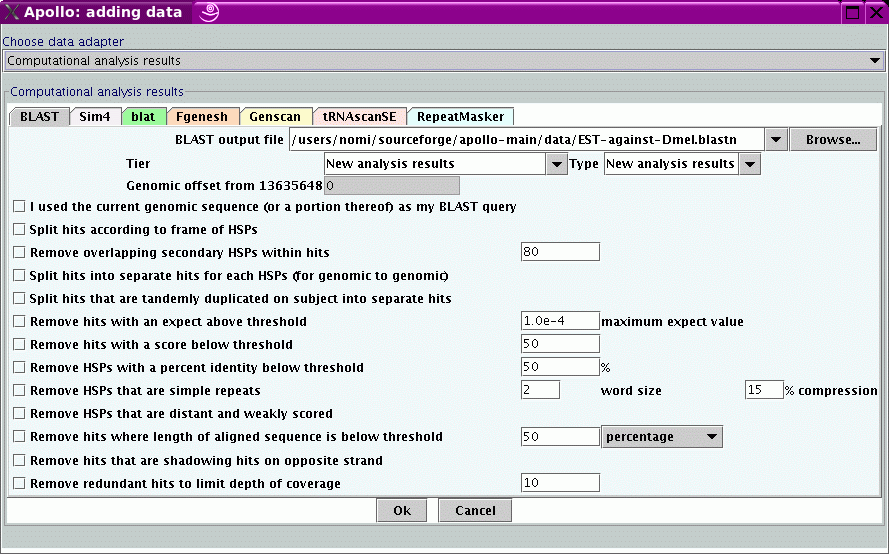 Apollo: adding data
Choose data adapter
Computational analysis results
Computational analysis results
BLAST Sim4 blat Fgenesh Genscan tRNAscanSE RepeatMasker
BLAST output file /users/nomi/sourceforge/apollo-main/data/EST-against-Dmel.blastn Browse...
Tier New analysis results Type New analysis results
Genomic offset from 13635648 0
I used the current genomic sequence (or a portion thereof) as my BLAST query
Split hits according to frame of HSPs
Remove overlapping secondary HSPs within hits 80
Split hits into separate hits for each HSPs (for genomic to genomic)
Split hits that are tandemly duplicated on subject into separate hits
Remove hits with an expect above threshold 1.0e-4 maximum expect value
Remove hits with a score below threshold 50
Remove HSPs with a percent identity below threshold 50 %
Remove HSPs that are simple repeats 2 word size 15 % compression
Remove HSPs that are distant and weakly scored
Remove hits where length of aligned sequence is below threshold 50 percentage
Remove hits that are shadowing hits on opposite strand
Remove redundant hits to limit depth of coverage 10
Ok Cancel